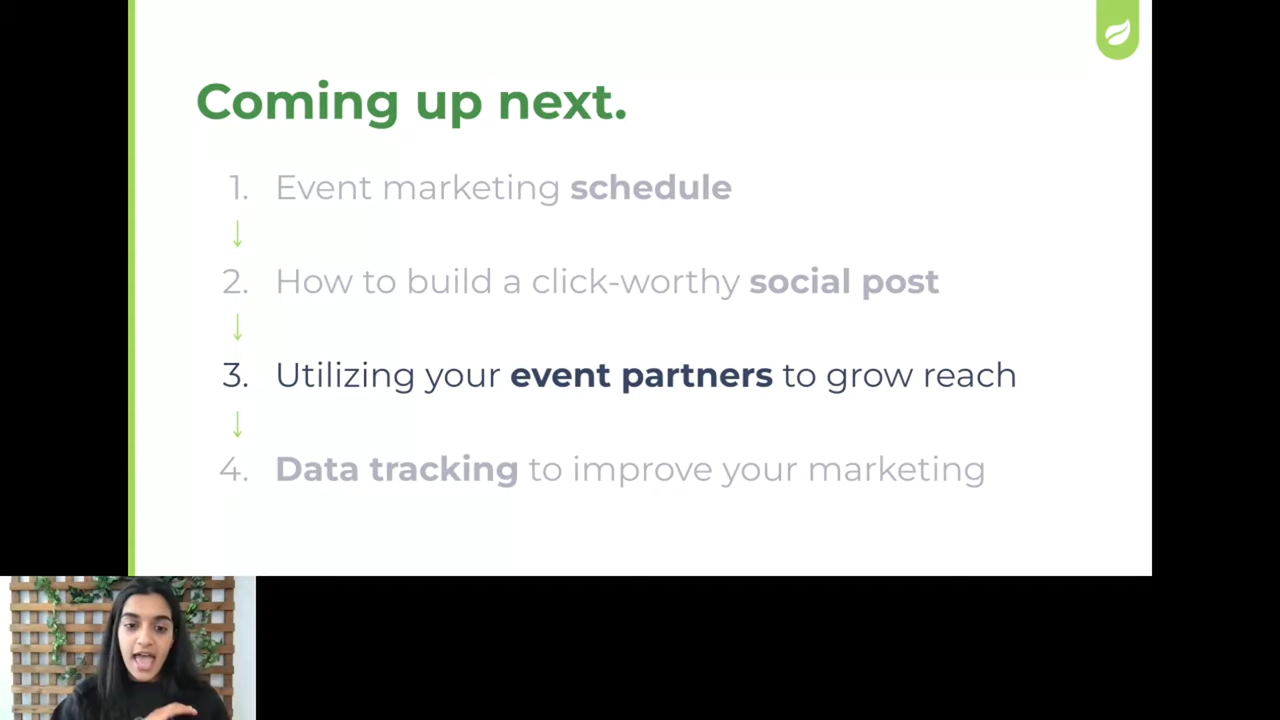 Coming up next.
1. Event marketing schedule
2. How to build a click-worthy social post
3. Utilizing your event partners to grow reach
4. Data tracking to improve your marketing